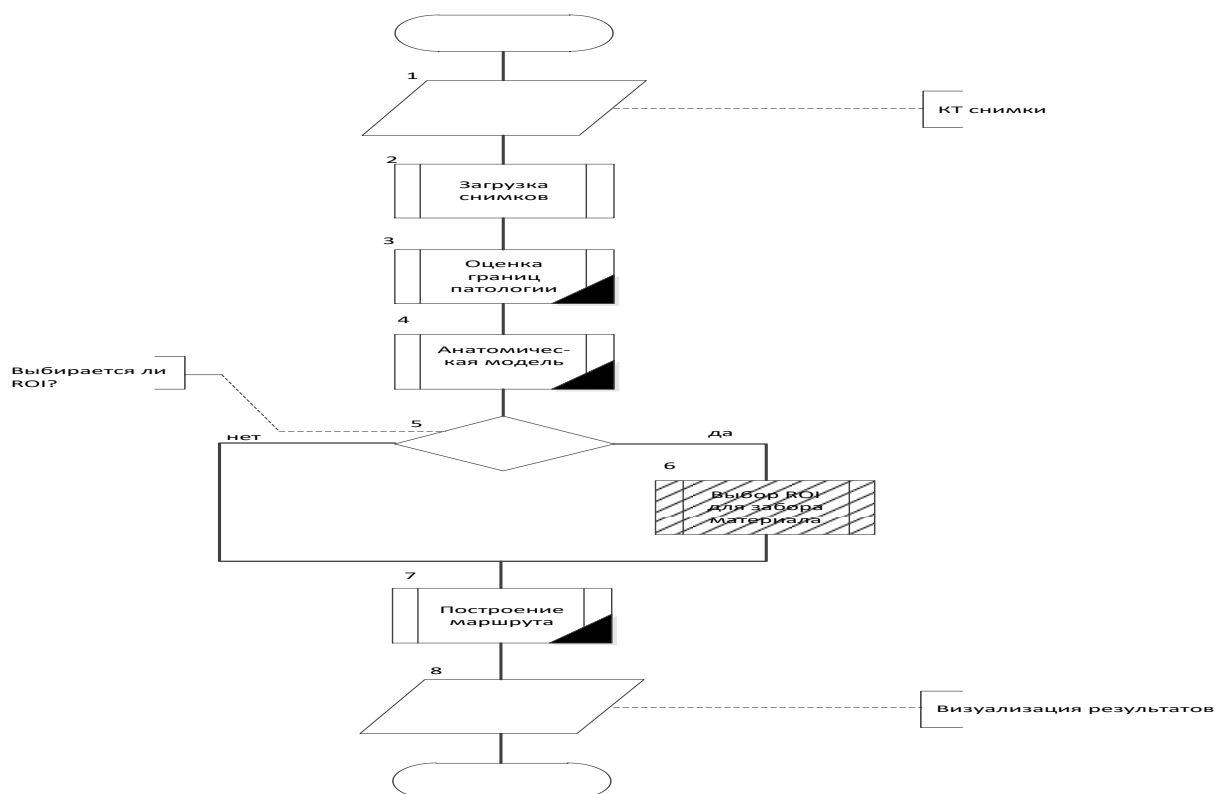 1
КТ снимки
2
Загрузка
снимков
3
Оценка
границ
патологии
4
Анатомичес-
кая модель
Выбирается ли
ROI?
5
нет
да
6
Выбор ROI
для забора
материала
7
Построение
маршрута
8
Визуализация результатов